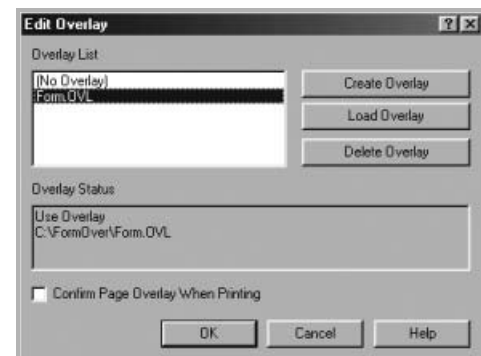 Edit Overlay
Overlay List
(No Overlay)
Form.OVL
Create Overlay
Load Overlay
Delete Overlay
Overlay Status
Use Overlay
C:\FormOver\Form.OVL
Confirm Page Overlay When Printing
OK Cancel Help